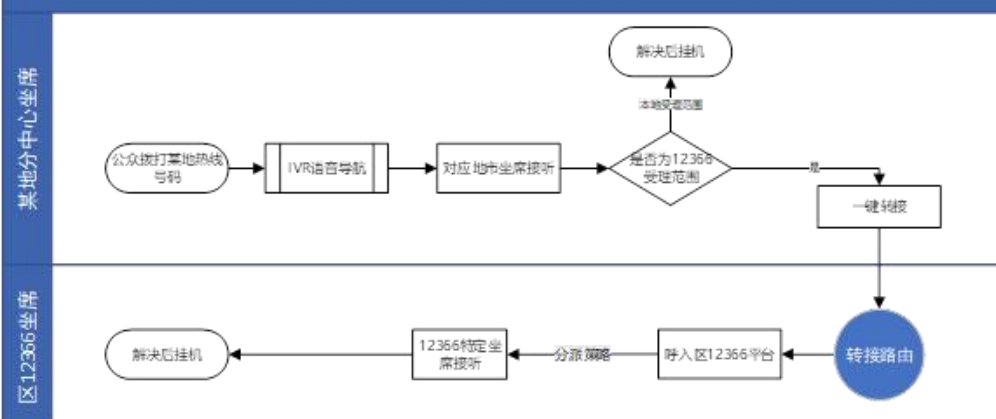 某地分中心坐席
解决后挂机
本地受理范围
公众拨打某地热线
号码
IVR语音导航
对应地市坐席接听
是否为12366
受理范围
是
一键转接
区12366坐席
解决后挂机
12366特定坐
席接听
分派策略
呼入区12366平台
转接路由